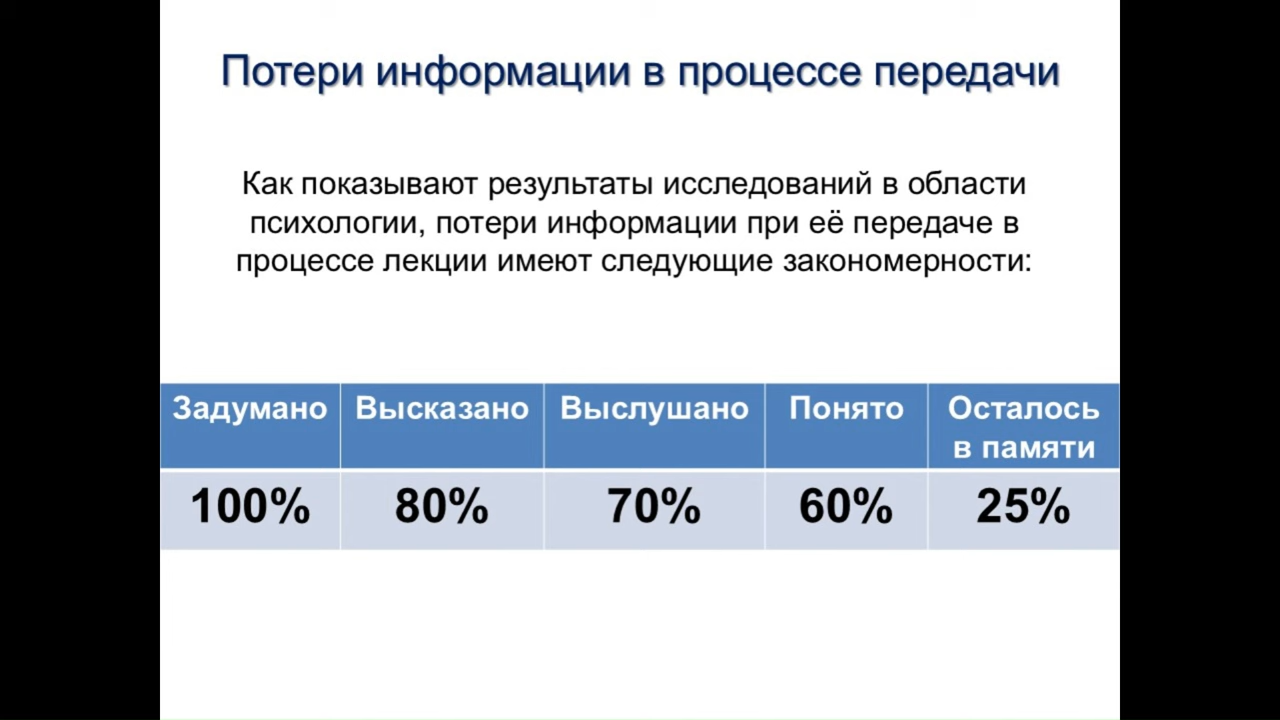 Потери информации в процессе передачи
Как показывают результаты исследований в области
психологии, потери информации при её передаче в
процессе лекции имеют следующие закономерности:
Задумано Высказано Выслушано Понято Осталось
в памяти
100% 80% 70% 60% 25%